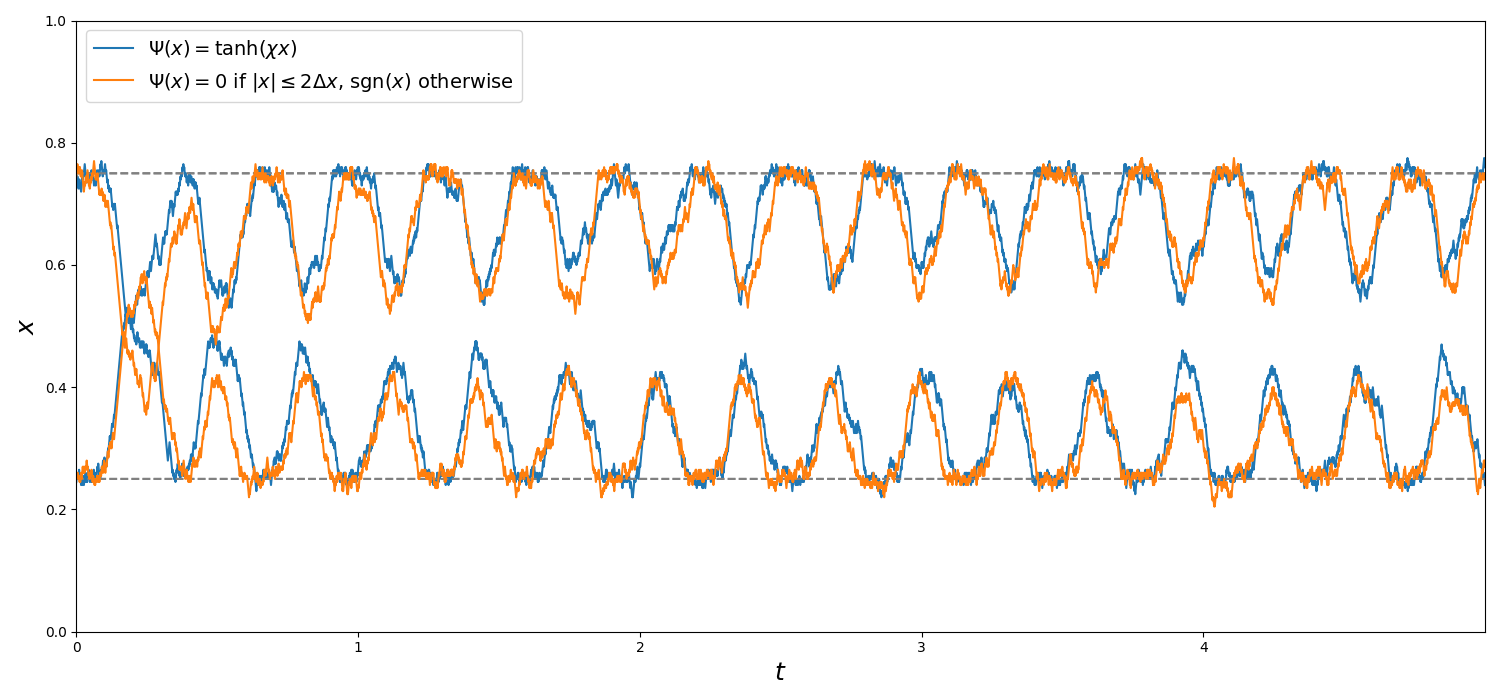 1.0
Ψ(x) = tanh(χx)
Ψ(x) = 0 if |x| ≤ 2Δx, sgn(x) otherwise
0.8
0.6
x
0.4
0.2
0.0
0 1 2 3 4
t